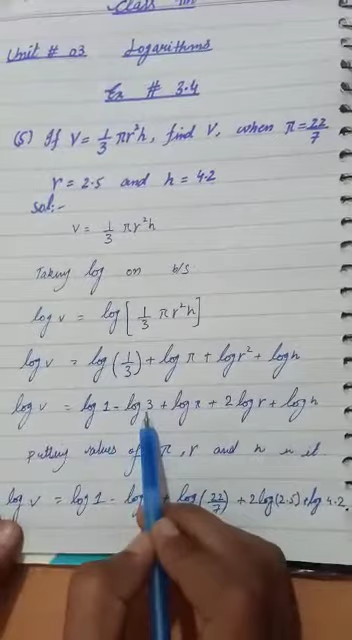 Class
Unit # 03 Logarithms
Ex # 3.4
(5) If V = 1/3 πr²h, find V, when π = 22/7
r = 2.5 and h = 4.2
Sol:-
V = 1/3 πr²h
Taking log on b/s
log v = log[1/3 πr²h]
log v = log(1/3) + log π + log r² + log h
log v = log 1 - log 3 + log π + 2 log r + log h
Putting values of π, r and h in it
log v = log 1 - log + log(22/7) + 2 log(2.5) + log 4.2